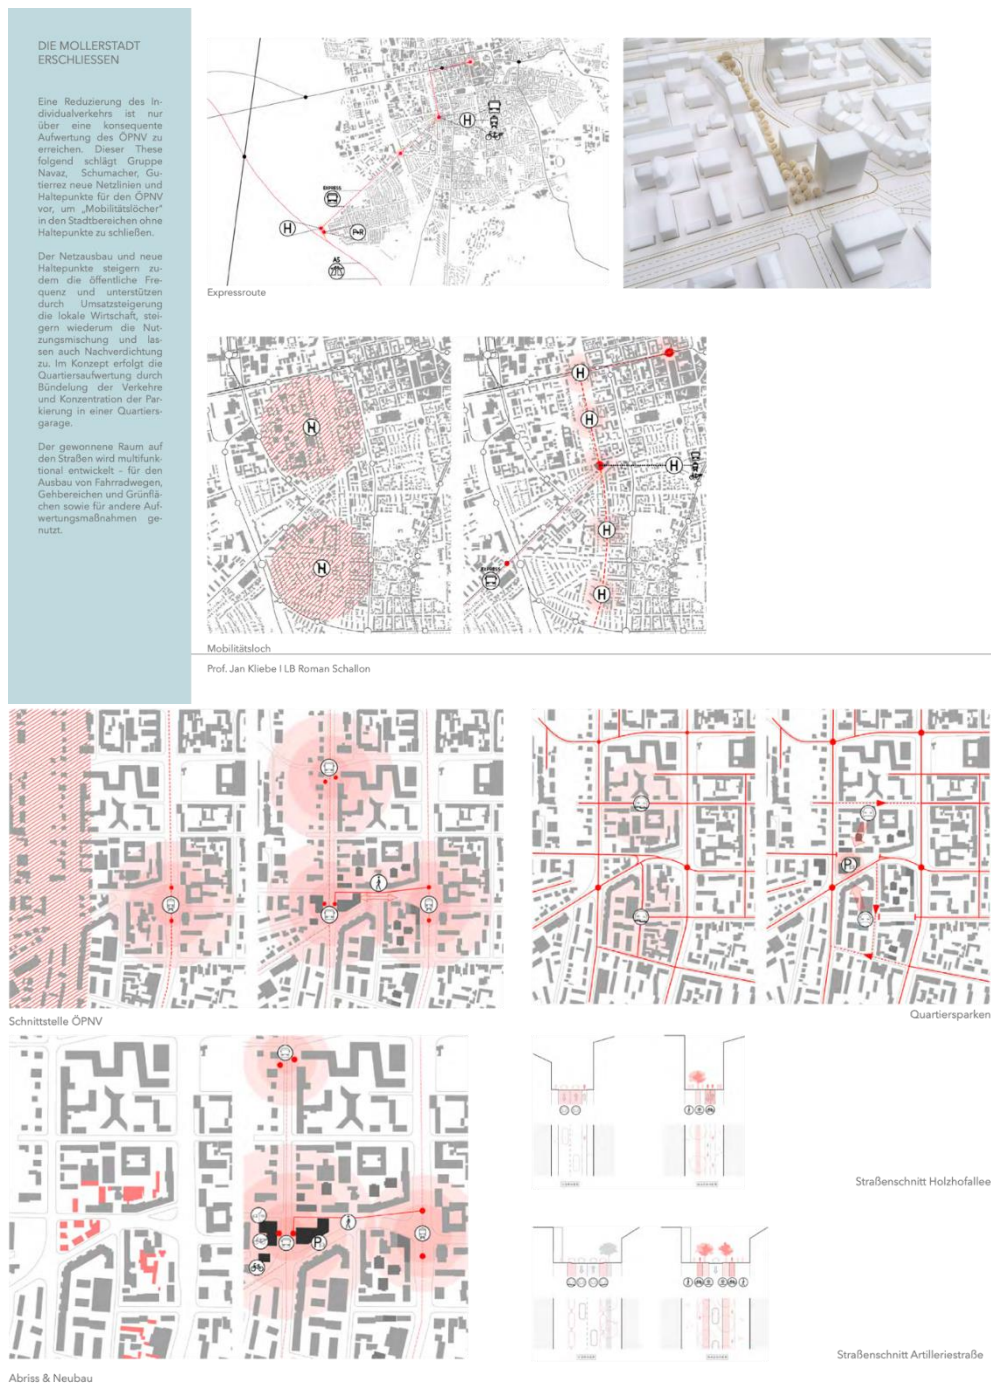 DIE MOLLERSTADT
ERSCHLIESSEN
Eine Reduzierung des In-
dividualverkehrs ist nur
über eine konsequente
Aufwertung des ÖPNV zu
erreichen. Dieser These
folgend schlägt Gruppe
Navaz, Schumacher, Gu-
tierrez neue Netzlinien und
Haltepunkte für den ÖPNV
vor, um „Mobilitätslöcher"
in den Stadtbereichen ohne
Haltepunkte zu schließen.
Der Netzausbau und neue
Haltepunkte steigern zu-
dem die öffentliche Fre-
quenz und unterstützen
durch Umsatzsteigerung
die lokale Wirtschaft, stei-
gern wiederum die Nut-
zungsmischung und las-
sen auch Nachverdichtung
zu. Im Konzept erfolgt die
Quartiersaufwertung durch
Bündelung der Verkehre
und Konzentration der Par-
kierung in einer Quartiers-
garage.
Der gewonnene Raum auf
den Straßen wird multifunk-
tional entwickelt – für den
Ausbau von Fahrradwegen,
Gehbereichen und Grünflä-
chen sowie für andere Auf-
wertungsmaßnahmen ge-
nutzt.
H
EXPRESS
H
P+R
AS
Expressroute
H
H
H
H
H
H
H
EXPRESS
Mobilitätsloch
Prof. Jan Kliebe I LB Roman Schallon
P
Schnittstelle ÖPNV
Quartiersparken
P
Straßenschnitt Holzhofallee
VORHER
NACHHER
Straßenschnitt Artilleriestraße
Abriss & Neubau